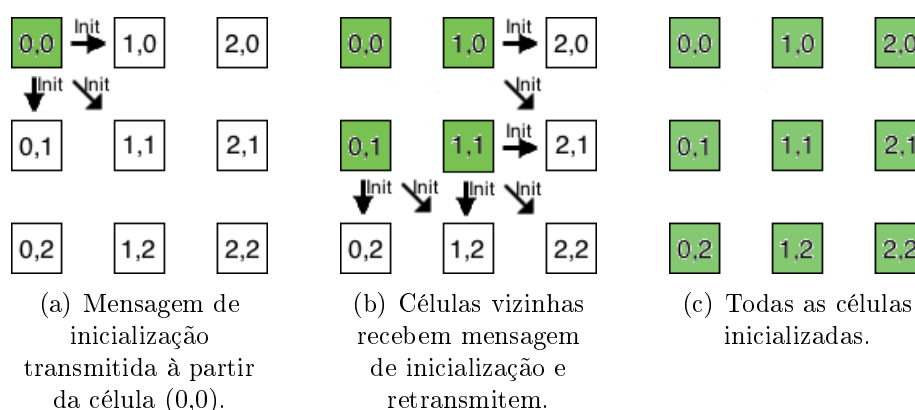 0,0 Init 1,0 2,0
Init Init
0,1 1,1 2,1
0,2 1,2 2,2
(a) Mensagem de
inicialização
transmitida à partir
da célula (0,0).
0,0 1,0 Init 2,0
Init
0,1 1,1 Init 2,1
Init Init Init Init
0,2 1,2 2,2
(b) Células vizinhas
recebem mensagem
de inicialização e
retransmitem.
0,0 1,0 2,0
0,1 1,1 2,1
0,2 1,2 2,2
(c) Todas as células
inicializadas.